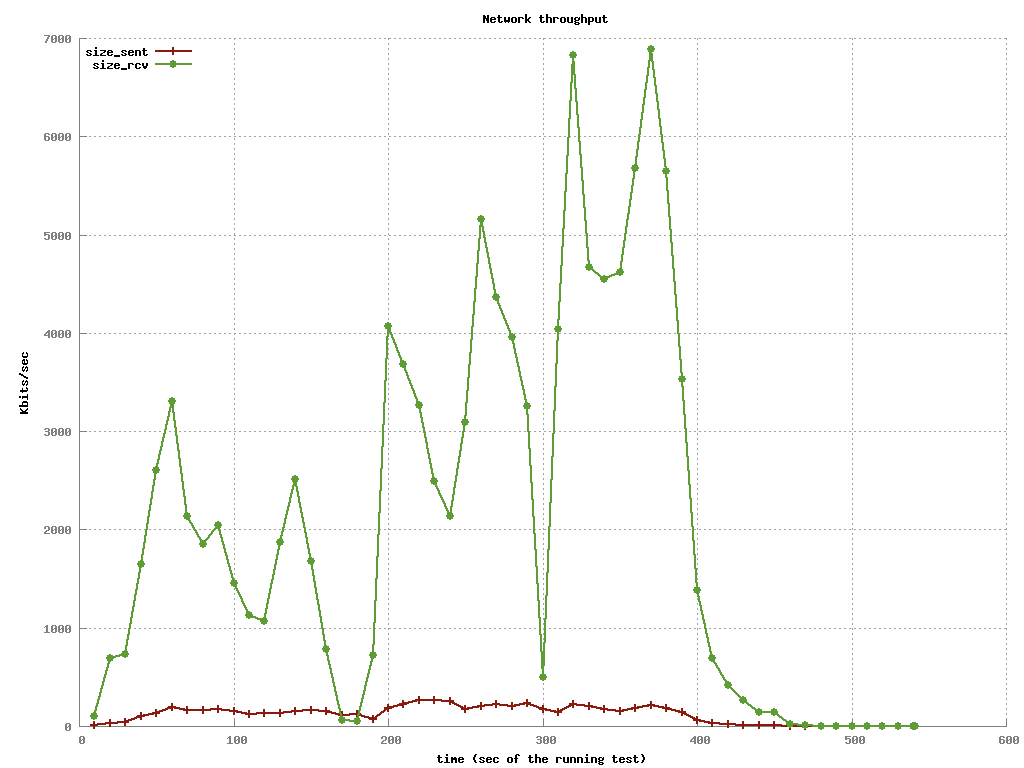 Network throughput
7000
size_sent
size_rcv
6000
5000
4000
Kbits/sec
3000
2000
1000
0
0 100 200 300 400 500 600
time (sec of the running test)